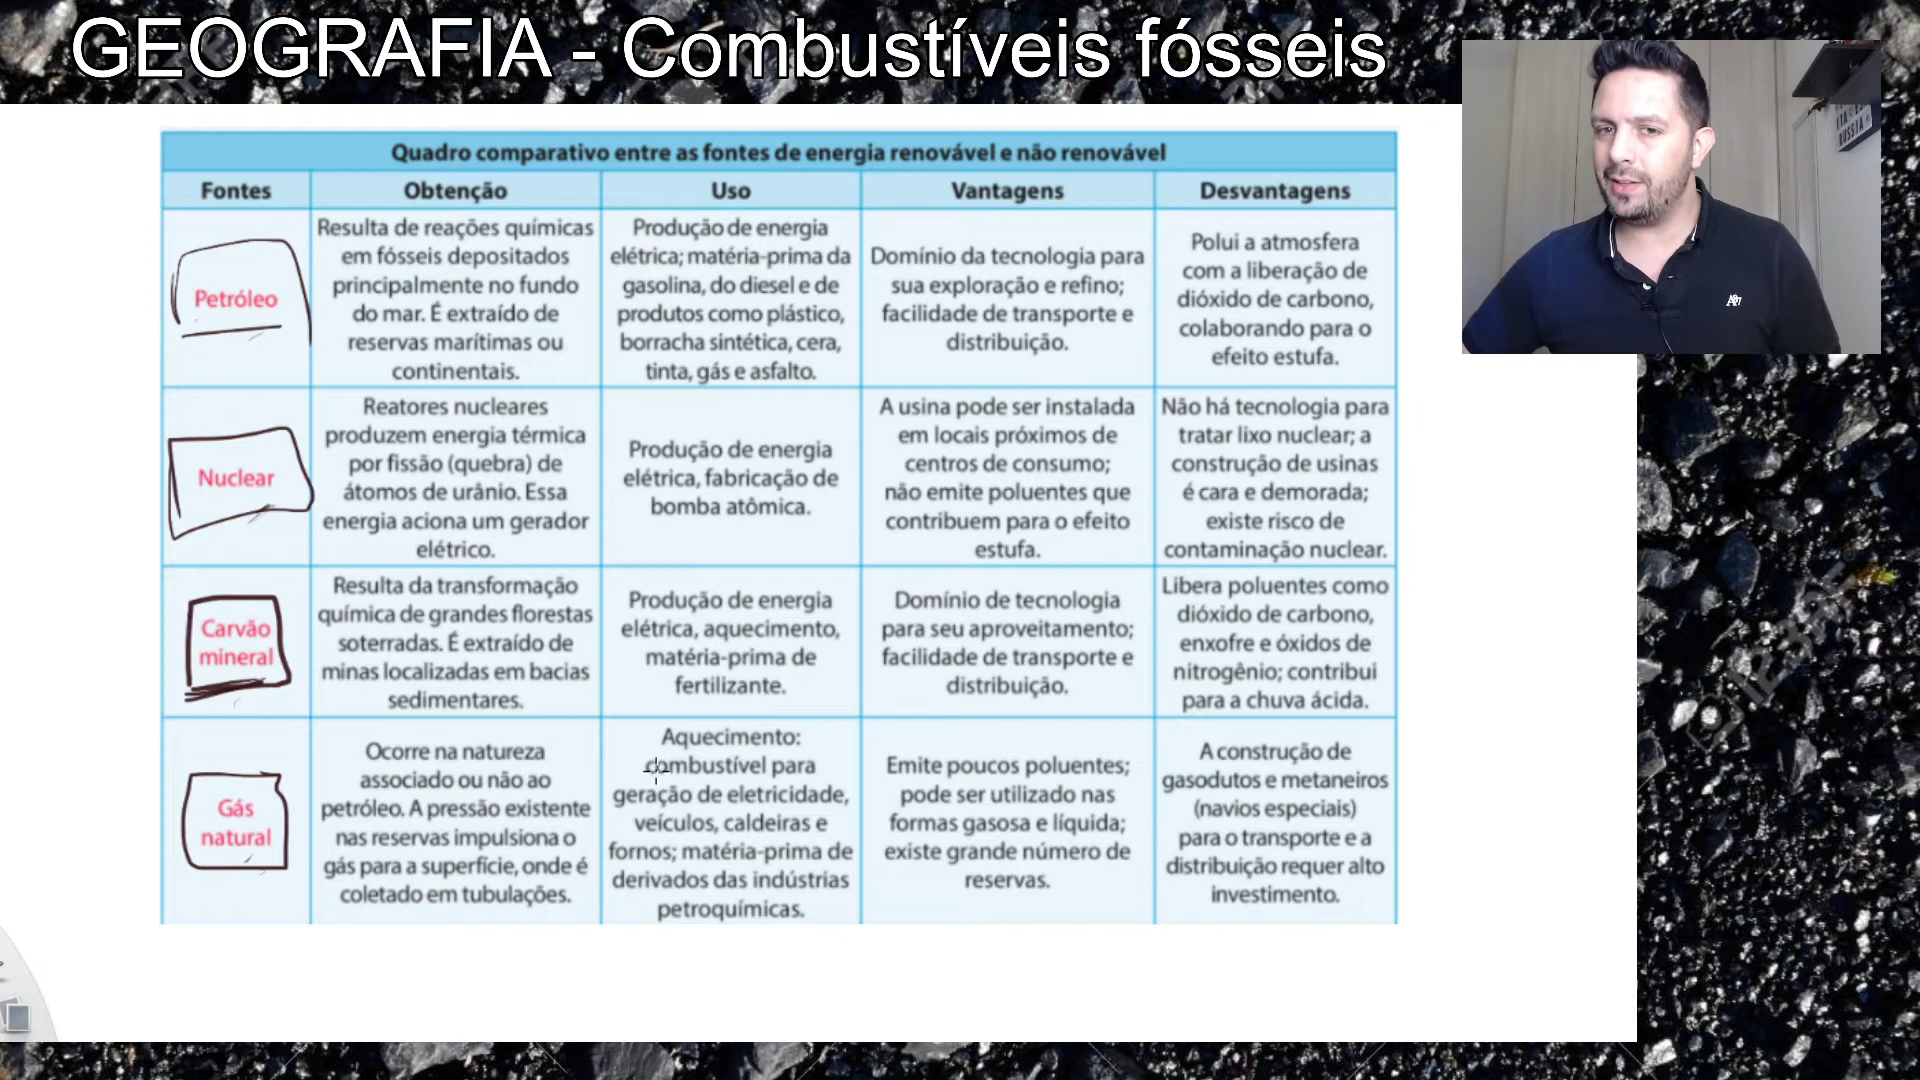 GEOGRAFIA - Combustíveis fósseis
Quadro comparativo entre as fontes de energia renovável e não renovável
Fontes
Obtenção
Uso
Vantagens
Desvantagens
Petróleo
Resulta de reações químicas
em fósseis depositados
principalmente no fundo
do mar. É extraído de
reservas marítimas ou
continentais.
Produção de energia
elétrica; matéria-prima da
gasolina, do diesel e de
produtos como plástico,
borracha sintética, cera,
tinta, gás e asfalto.
Domínio da tecnologia para
sua exploração e refino;
facilidade de transporte e
distribuição.
Polui a atmosfera
com a liberação de
dióxido de carbono,
colaborando para o
efeito estufa.
Nuclear
Reatores nucleares
produzem energia térmica
por fissão (quebra) de
átomos de urânio. Essa
energia aciona um gerador
elétrico.
Produção de energia
elétrica, fabricação de
bomba atômica.
A usina pode ser instalada
em locais próximos de
centros de consumo;
não emite poluentes que
contribuem para o efeito
estufa.
Não há tecnologia para
tratar lixo nuclear; a
construção de usinas
é cara e demorada;
existe risco de
contaminação nuclear.
Carvão
mineral
Resulta da transformação
química de grandes florestas
soterradas. É extraído de
minas localizadas em bacias
sedimentares.
Produção de energia
elétrica, aquecimento,
matéria-prima de
fertilizante.
Domínio de tecnologia
para seu aproveitamento;
facilidade de transporte e
distribuição.
Libera poluentes como
dióxido de carbono,
enxofre e óxidos de
nitrogênio; contribui
para a chuva ácida.
Gás
natural
Ocorre na natureza
associado ou não ao
petróleo. A pressão existente
nas reservas impulsiona o
gás para a superfície, onde é
coletado em tubulações.
Aquecimento:
combustível para
geração de eletricidade,
veículos, caldeiras e
fornos; matéria-prima de
derivados das indústrias
petroquímicas.
Emite poucos poluentes;
pode ser utilizado nas
formas gasosa e líquida;
existe grande número de
reservas.
A construção de
gasodutos e metaneiros
(navios especiais)
para o transporte e a
distribuição requer alto
investimento.